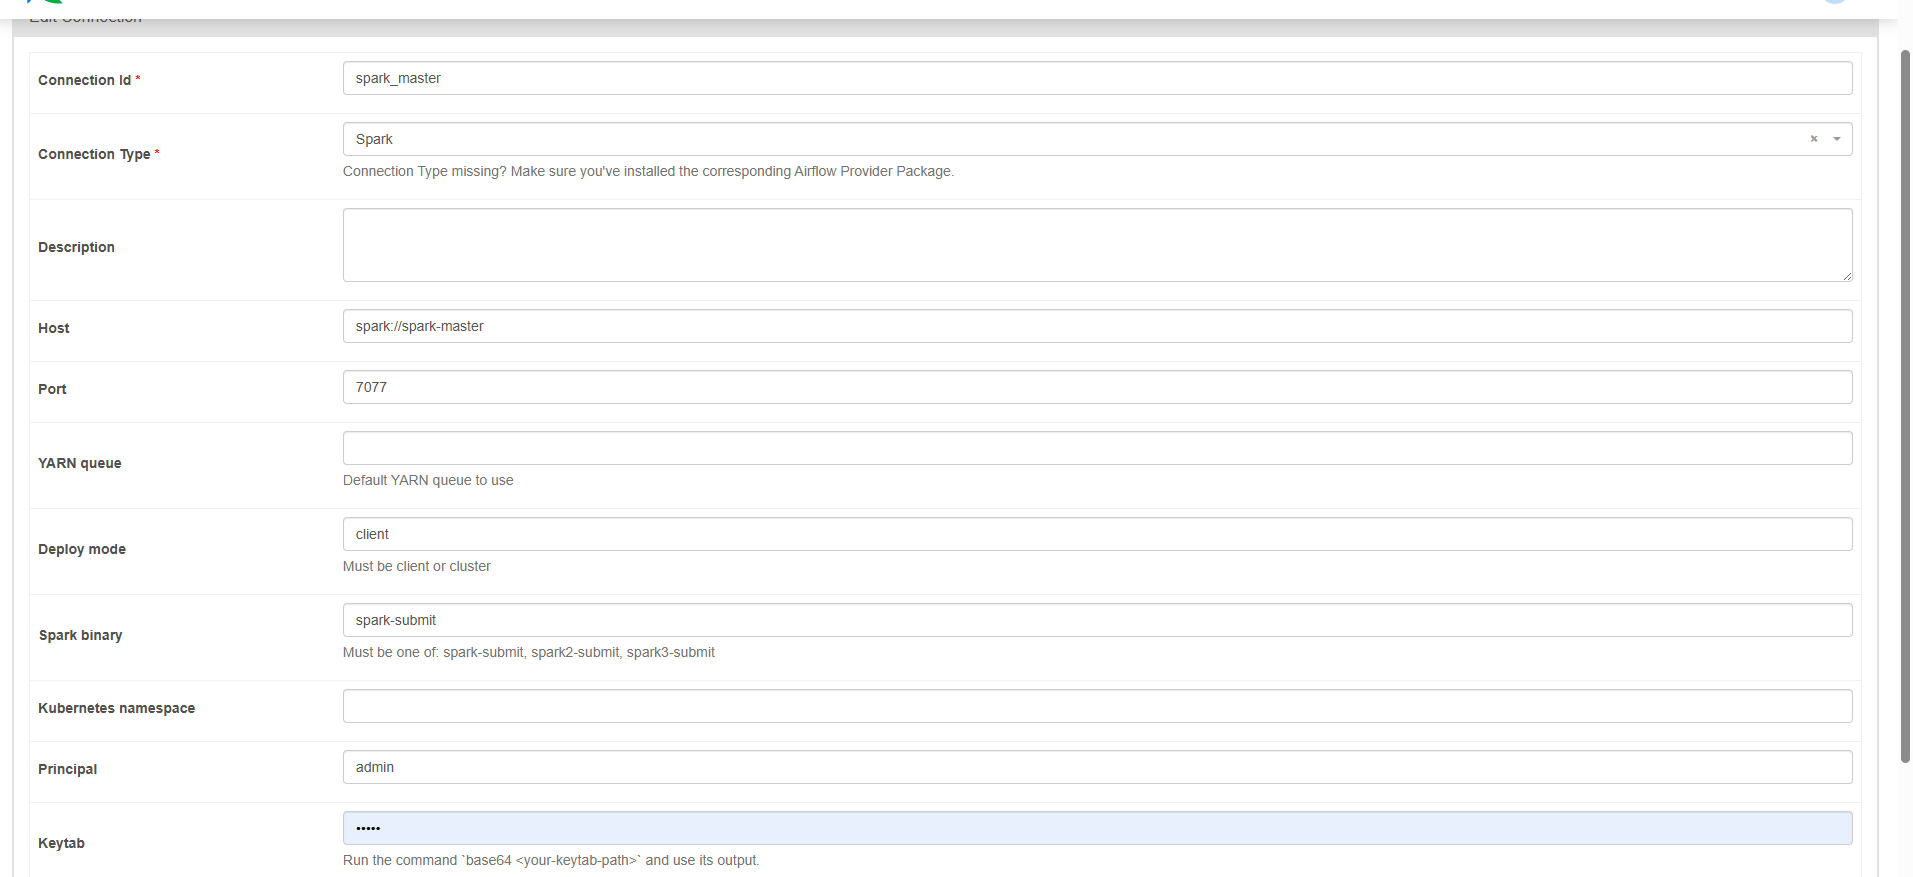 Edit Connection
Connection Id *
spark_master
Connection Type *
Spark
×
Connection Type missing? Make sure you've installed the corresponding Airflow Provider Package.
Description
Host
spark://spark-master
Port
7077
YARN queue
Default YARN queue to use
Deploy mode
client
Must be client or cluster
Spark binary
spark-submit
Must be one of: spark-submit, spark2-submit, spark3-submit
Kubernetes namespace
Principal
admin
Keytab
•••••
Run the command `base64 <your-keytab-path>` and use its output.